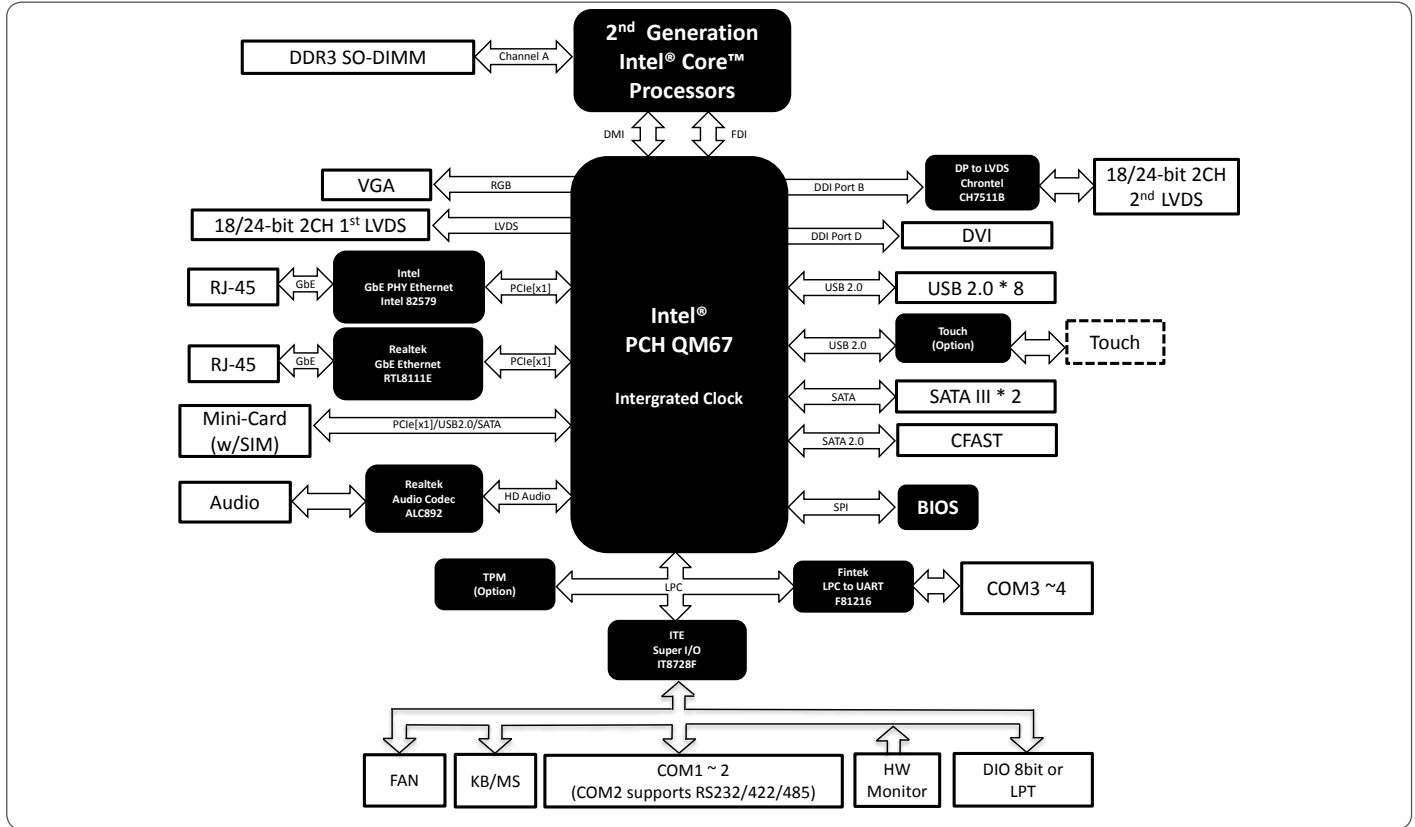 2nd Generation
Intel® Core™
Processors
DDR3 SO-DIMM
Channel A
DMI
FDI
VGA
RGB
18/24-bit 2CH 1st LVDS
LVDS
RJ-45
GbE
Intel
GbE PHY Ethernet
Intel 82579
PCIe[x1]
RJ-45
GbE
Realtek
GbE Ethernet
RTL8111E
PCIe[x1]
Mini-Card
(w/SIM)
PCIe[x1]/USB2.0/SATA
Audio
Realtek
Audio Codec
ALC892
HD Audio
Intel®
PCH QM67
Intergrated Clock
DDI Port B
DP to LVDS
Chrontel
CH7511B
18/24-bit 2CH
2nd LVDS
DDI Port D
DVI
USB 2.0
USB 2.0 * 8
USB 2.0
Touch
(Option)
Touch
SATA
SATA III * 2
SATA 2.0
CFAST
SPI
BIOS
TPM
(Option)
LPC
Fintek
LPC to UART
F81216
COM3 ~4
ITE
Super I/O
IT8728F
FAN
KB/MS
COM1 ~ 2
(COM2 supports RS232/422/485)
HW
Monitor
DIO 8bit or
LPT